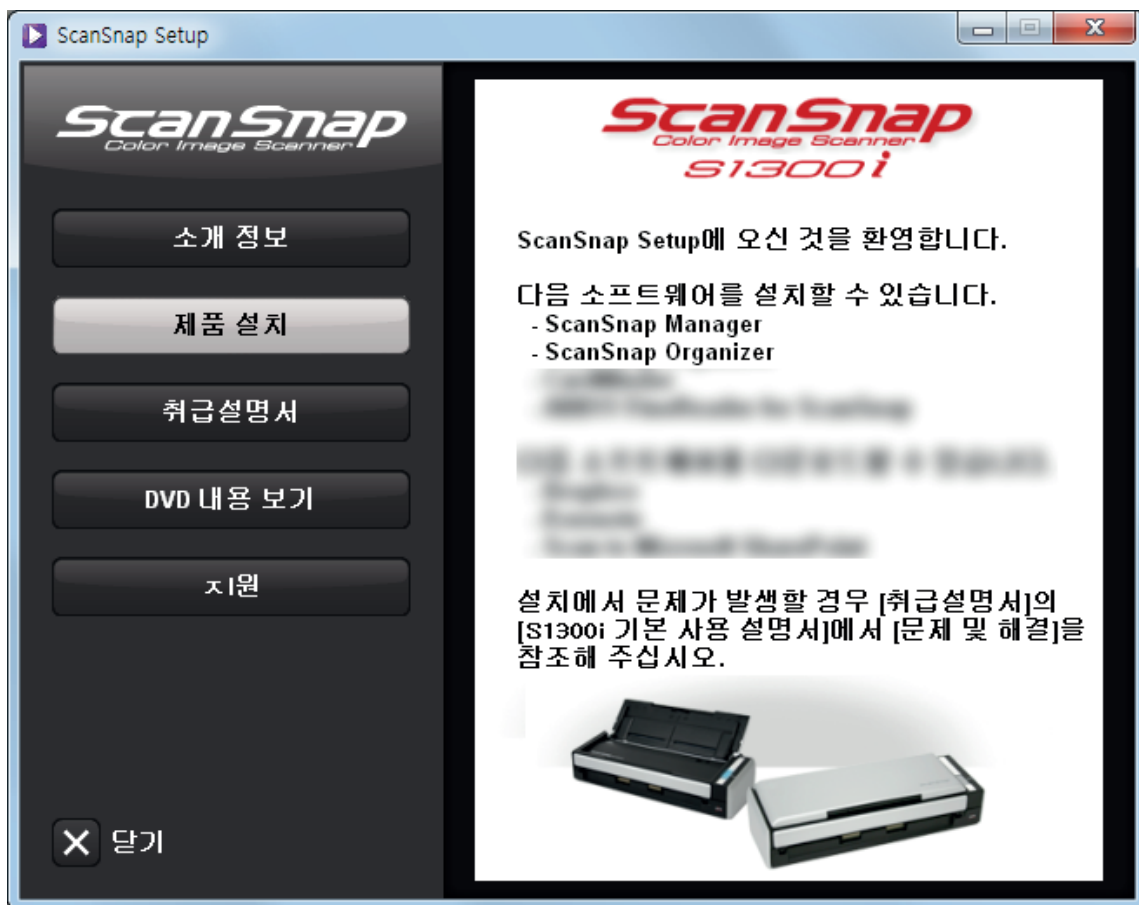 ScanSnap Setup
ScanSnap
Color Image Scanner
소개 정보
제품 설치
취급설명서
DVD 내용 보기
지원
닫기
ScanSnap
Color Image Scanner
S1300i
ScanSnap Setup에 오신 것을 환영합니다.
다음 소프트웨어를 설치할 수 있습니다.
- ScanSnap Manager
- ScanSnap Organizer
설치에서 문제가 발생할 경우 [취급설명서]의
[S1300i 기본 사용 설명서]에서 [문제 및 해결]을
참조해 주십시오.